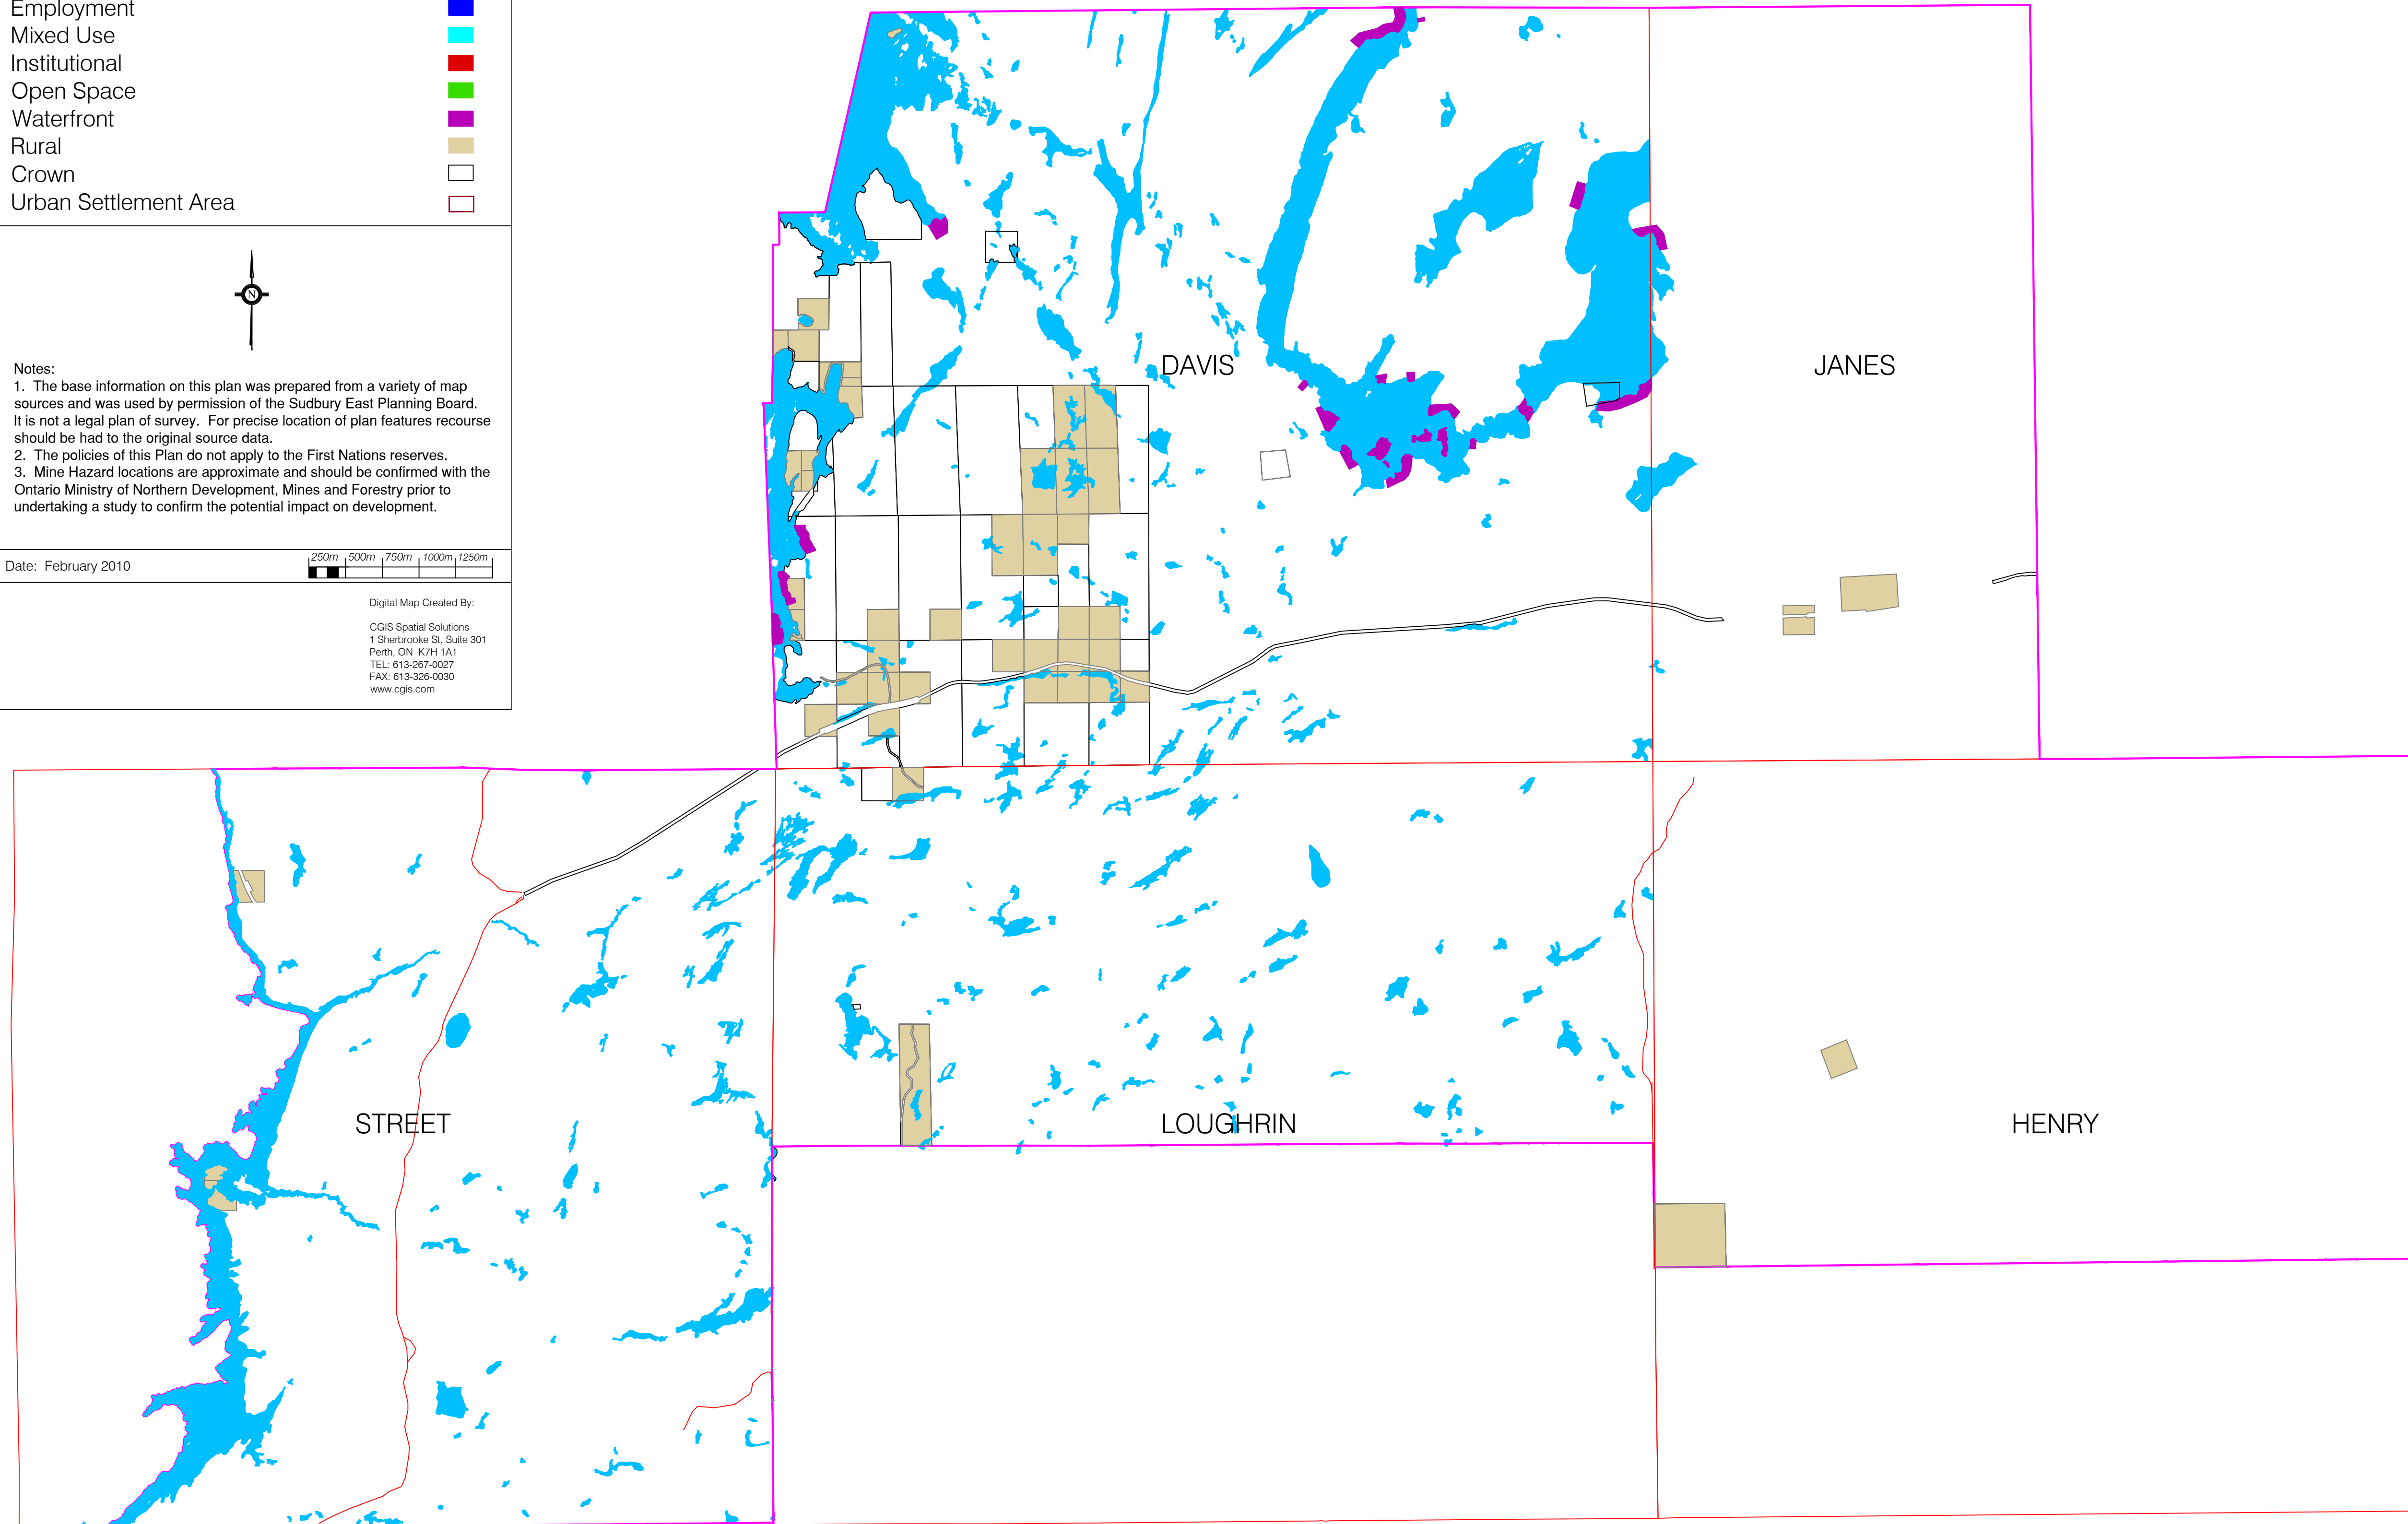 Employment
Mixed Use
Institutional
Open Space
Waterfront
Rural
Crown
Urban Settlement Area
N
Notes:
1. The base information on this plan was prepared from a variety of map
sources and was used by permission of the Sudbury East Planning Board.
It is not a legal plan of survey. For precise location of plan features recourse
should be had to the original source data.
2. The policies of this Plan do not apply to the First Nations reserves.
3. Mine Hazard locations are approximate and should be confirmed with the
Ontario Ministry of Northern Development, Mines and Forestry prior to
undertaking a study to confirm the potential impact on development.
Date: February 2010
250m 500m 750m 1000m 1250m
Digital Map Created By:
CGIS Spatial Solutions
1 Sherbrooke St, Suite 301
Perth, ON K7H 1A1
TEL: 613-267-0027
FAX: 613-326-0030
www.cgis.com
DAVIS
JANES
STREET
LOUGHRIN
HENRY